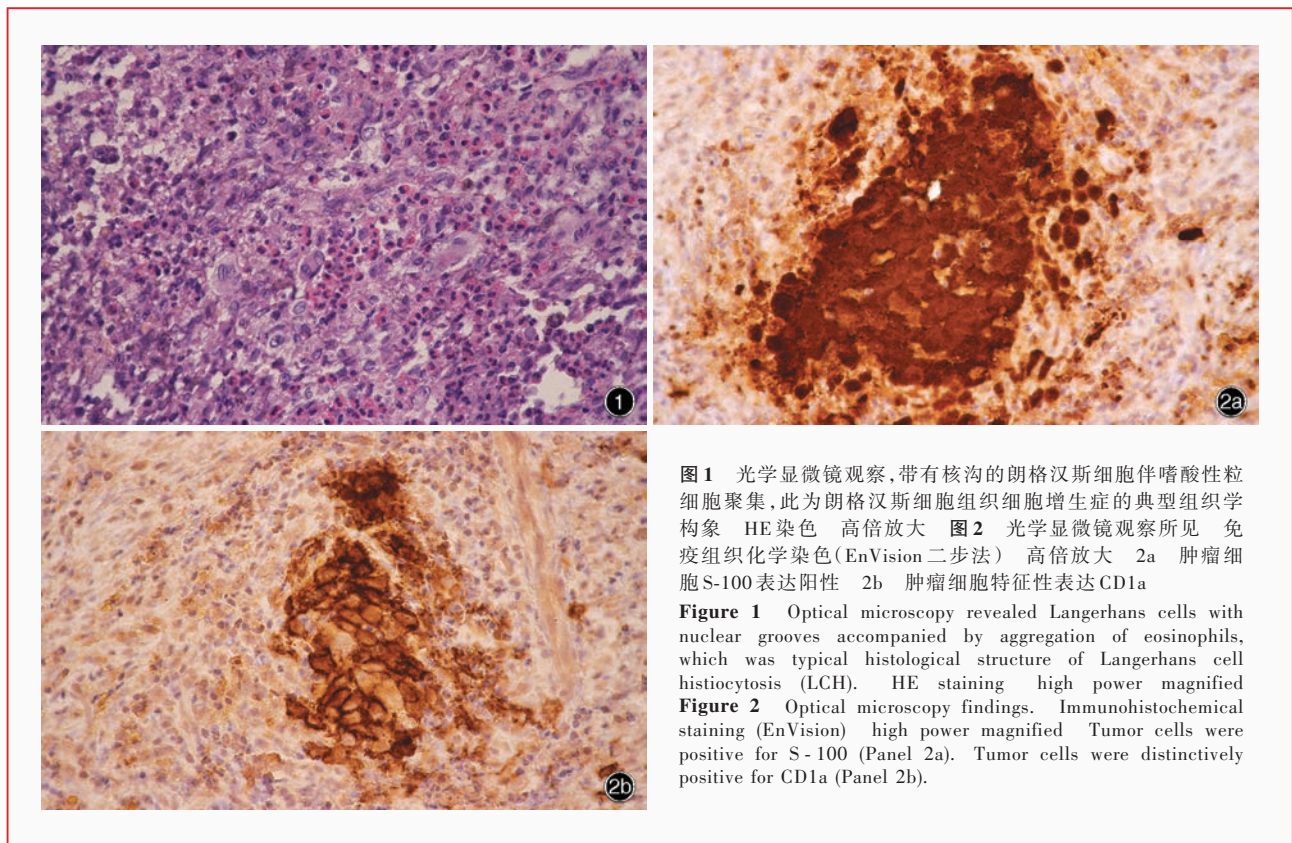 1
2a
2b
图1 光学显微镜观察,带有核沟的朗格汉斯细胞伴嗜酸性粒
细胞聚集,此为朗格汉斯细胞组织细胞增生症的典型组织学
构象 HE染色 高倍放大 图2 光学显微镜观察所见 免
疫组织化学染色(EnVision二步法) 高倍放大 2a 肿瘤细
胞S-100表达阳性 2b 肿瘤细胞特征性表达CD1a
Figure 1 Optical microscopy revealed Langerhans cells with
nuclear grooves accompanied by aggregation of eosinophils,
which was typical histological structure of Langerhans cell
histiocytosis (LCH). HE staining high power magnified
Figure 2 Optical microscopy findings. Immunohistochemical
staining (EnVision) high power magnified Tumor cells were
positive for S-100 (Panel 2a). Tumor cells were distinctively
positive for CD1a (Panel 2b).